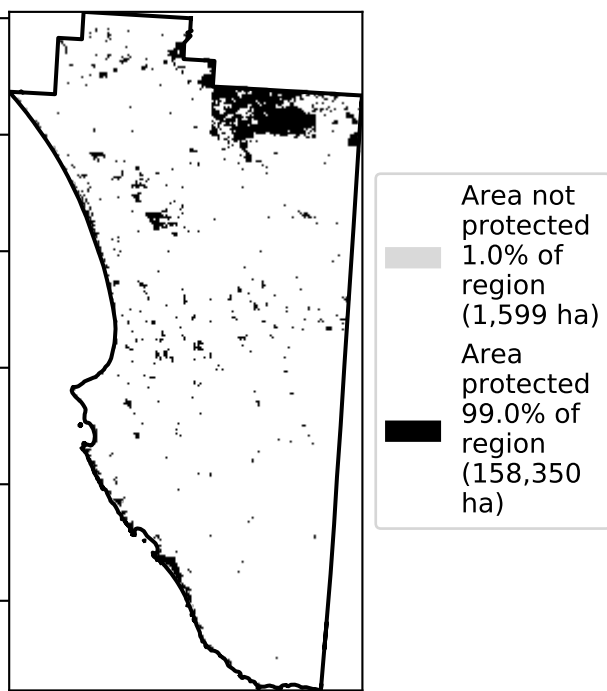 Area not
protected
1.0% of
region
(1,599 ha)
Area
protected
99.0% of
region
(158,350
ha)